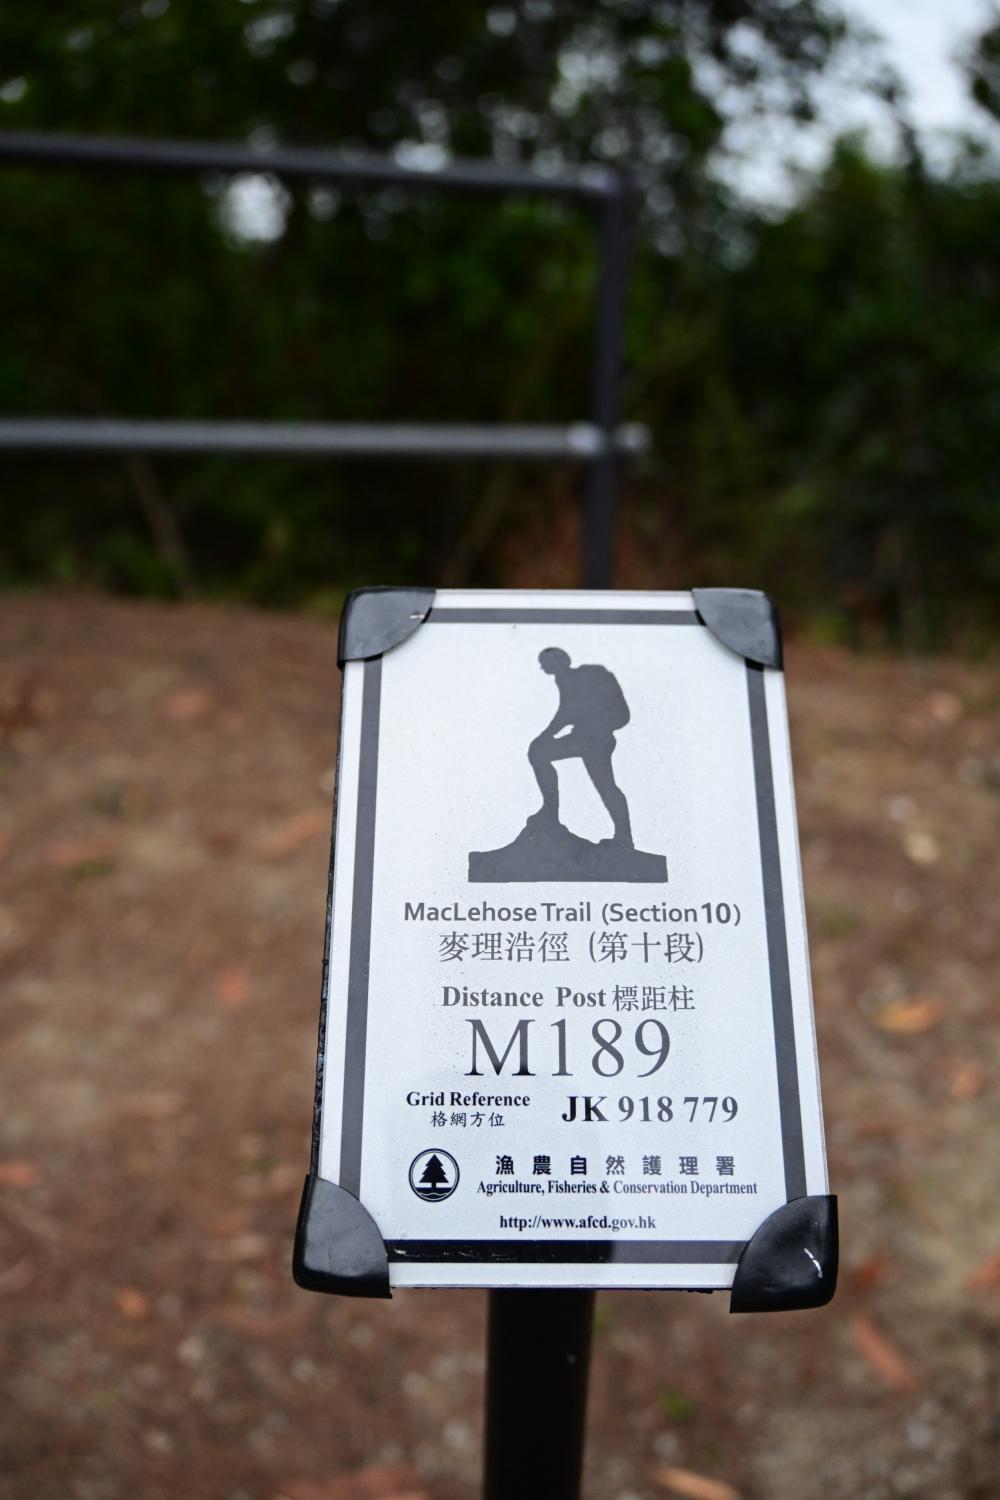 MacLehose Trail (Section 10)
麥理浩徑 (第十段)
Distance Post 標距柱
M189
Grid Reference JK 918 779
格網方位
漁農自然護理署
Agriculture, Fisheries & Conservation Department
http://www.afcd.gov.hk